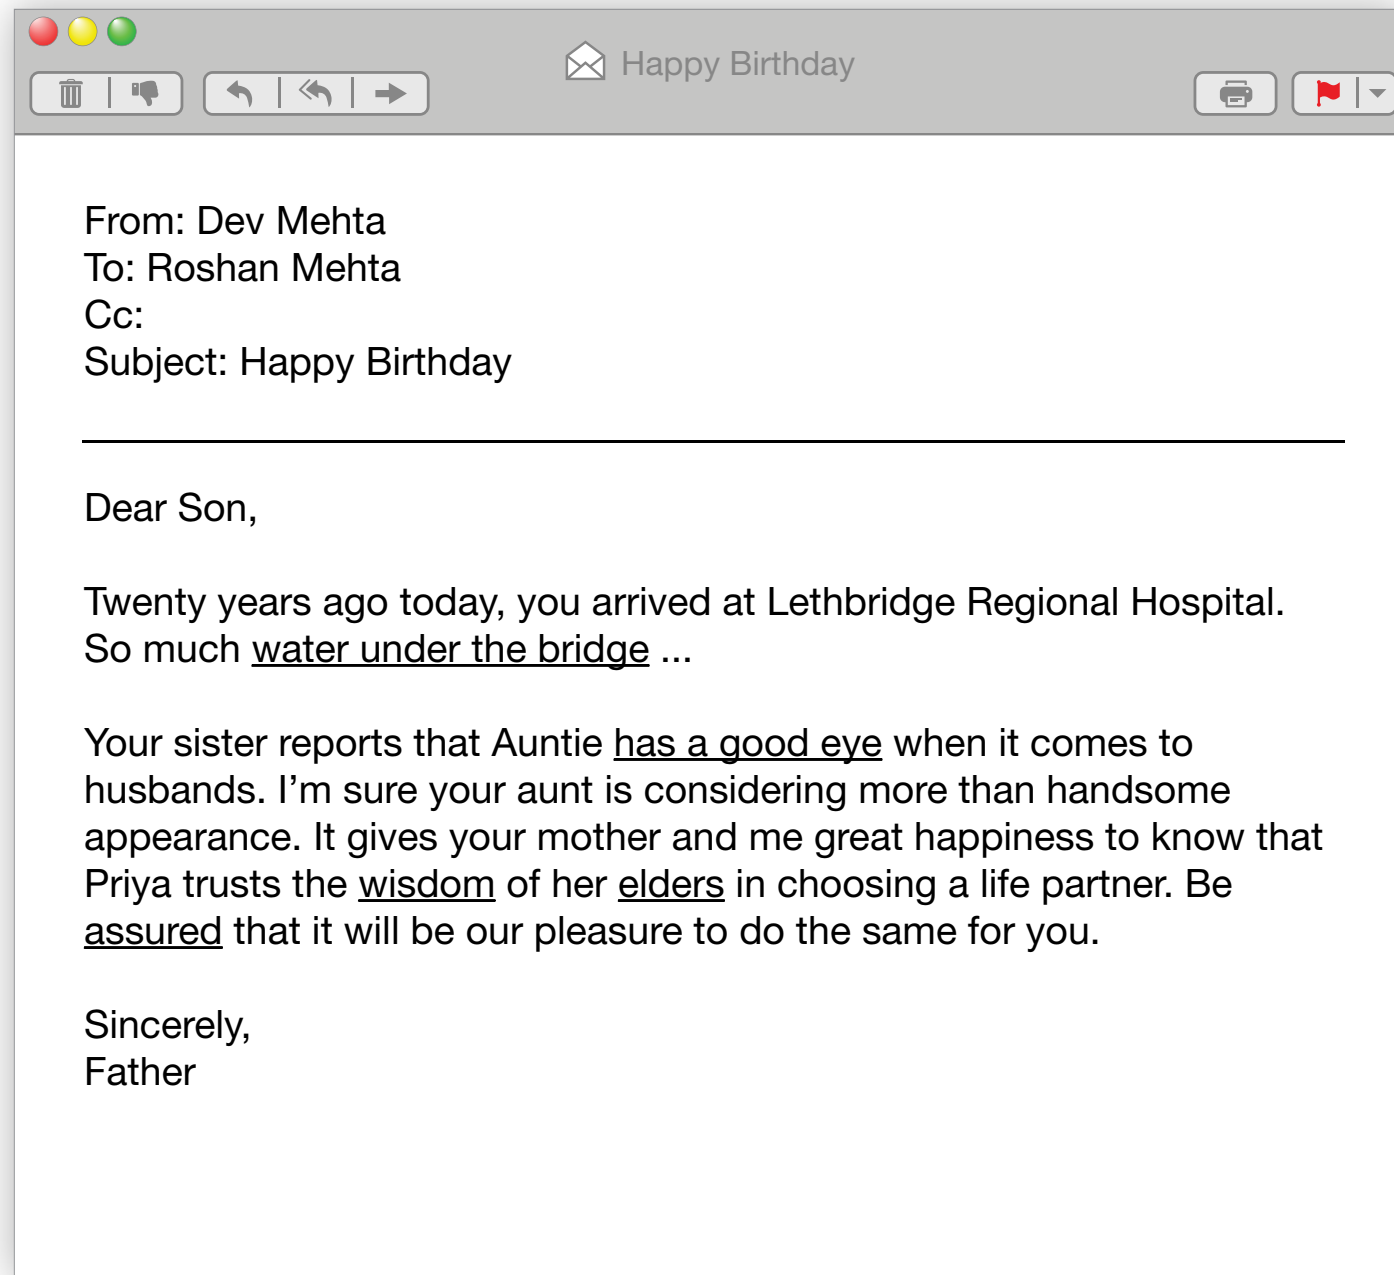 Happy Birthday
From: Dev Mehta
To: Roshan Mehta
Cc:
Subject: Happy Birthday
Dear Son,
Twenty years ago today, you arrived at Lethbridge Regional Hospital.
So much water under the bridge ...
Your sister reports that Auntie has a good eye when it comes to
husbands. I’m sure your aunt is considering more than handsome
appearance. It gives your mother and me great happiness to know that
Priya trusts the wisdom of her elders in choosing a life partner. Be
assured that it will be our pleasure to do the same for you.
Sincerely,
Father